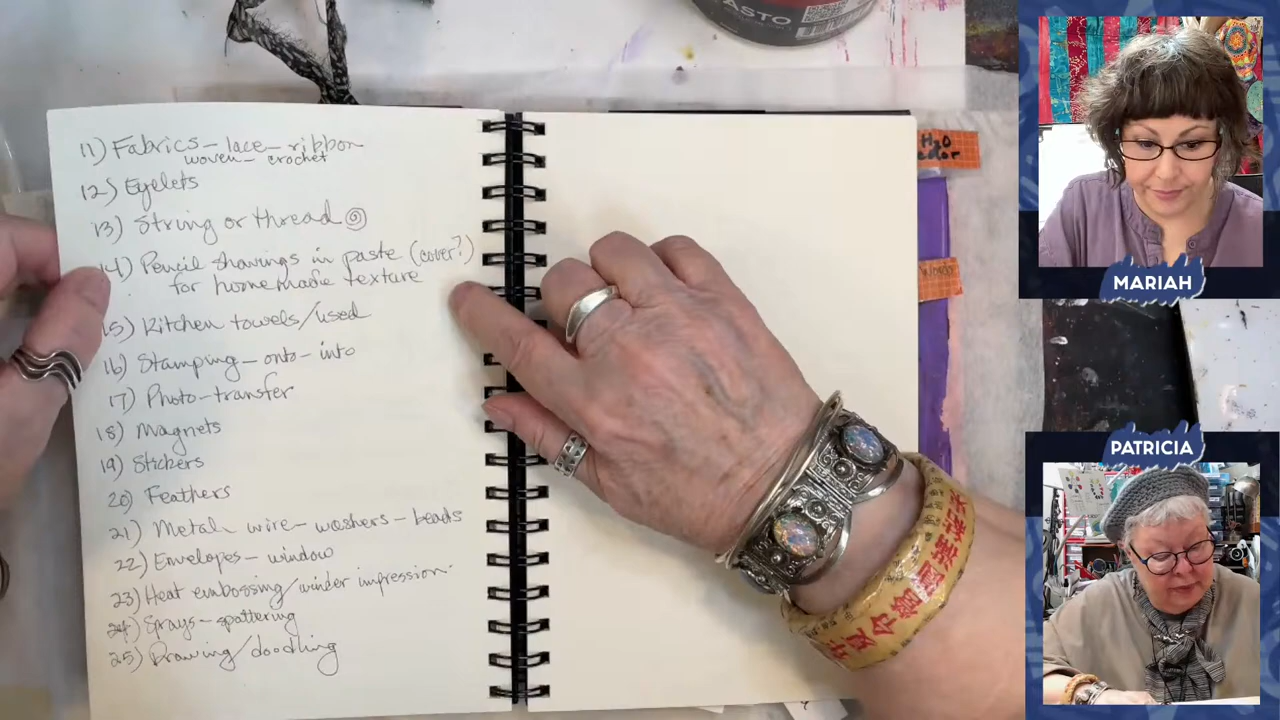 ASTO
11) Fabrics - lace - ribbon
woven - crochet
12) Eyelets
13) String or thread
14) Pencil shavings in paste (cover?)
for homemade texture
15) Kitchen towels/used
16) Stamping - onto - into
17) Photo-transfer
18) Magnets
19) Stickers
20) Feathers
21) Metal wire - washers - beads
22) Envelopes - window
23) Heat embossing/winder impression
24) Sprays - spattering
25) Drawing/doodling
H2O
MARIAH
PATRICIA